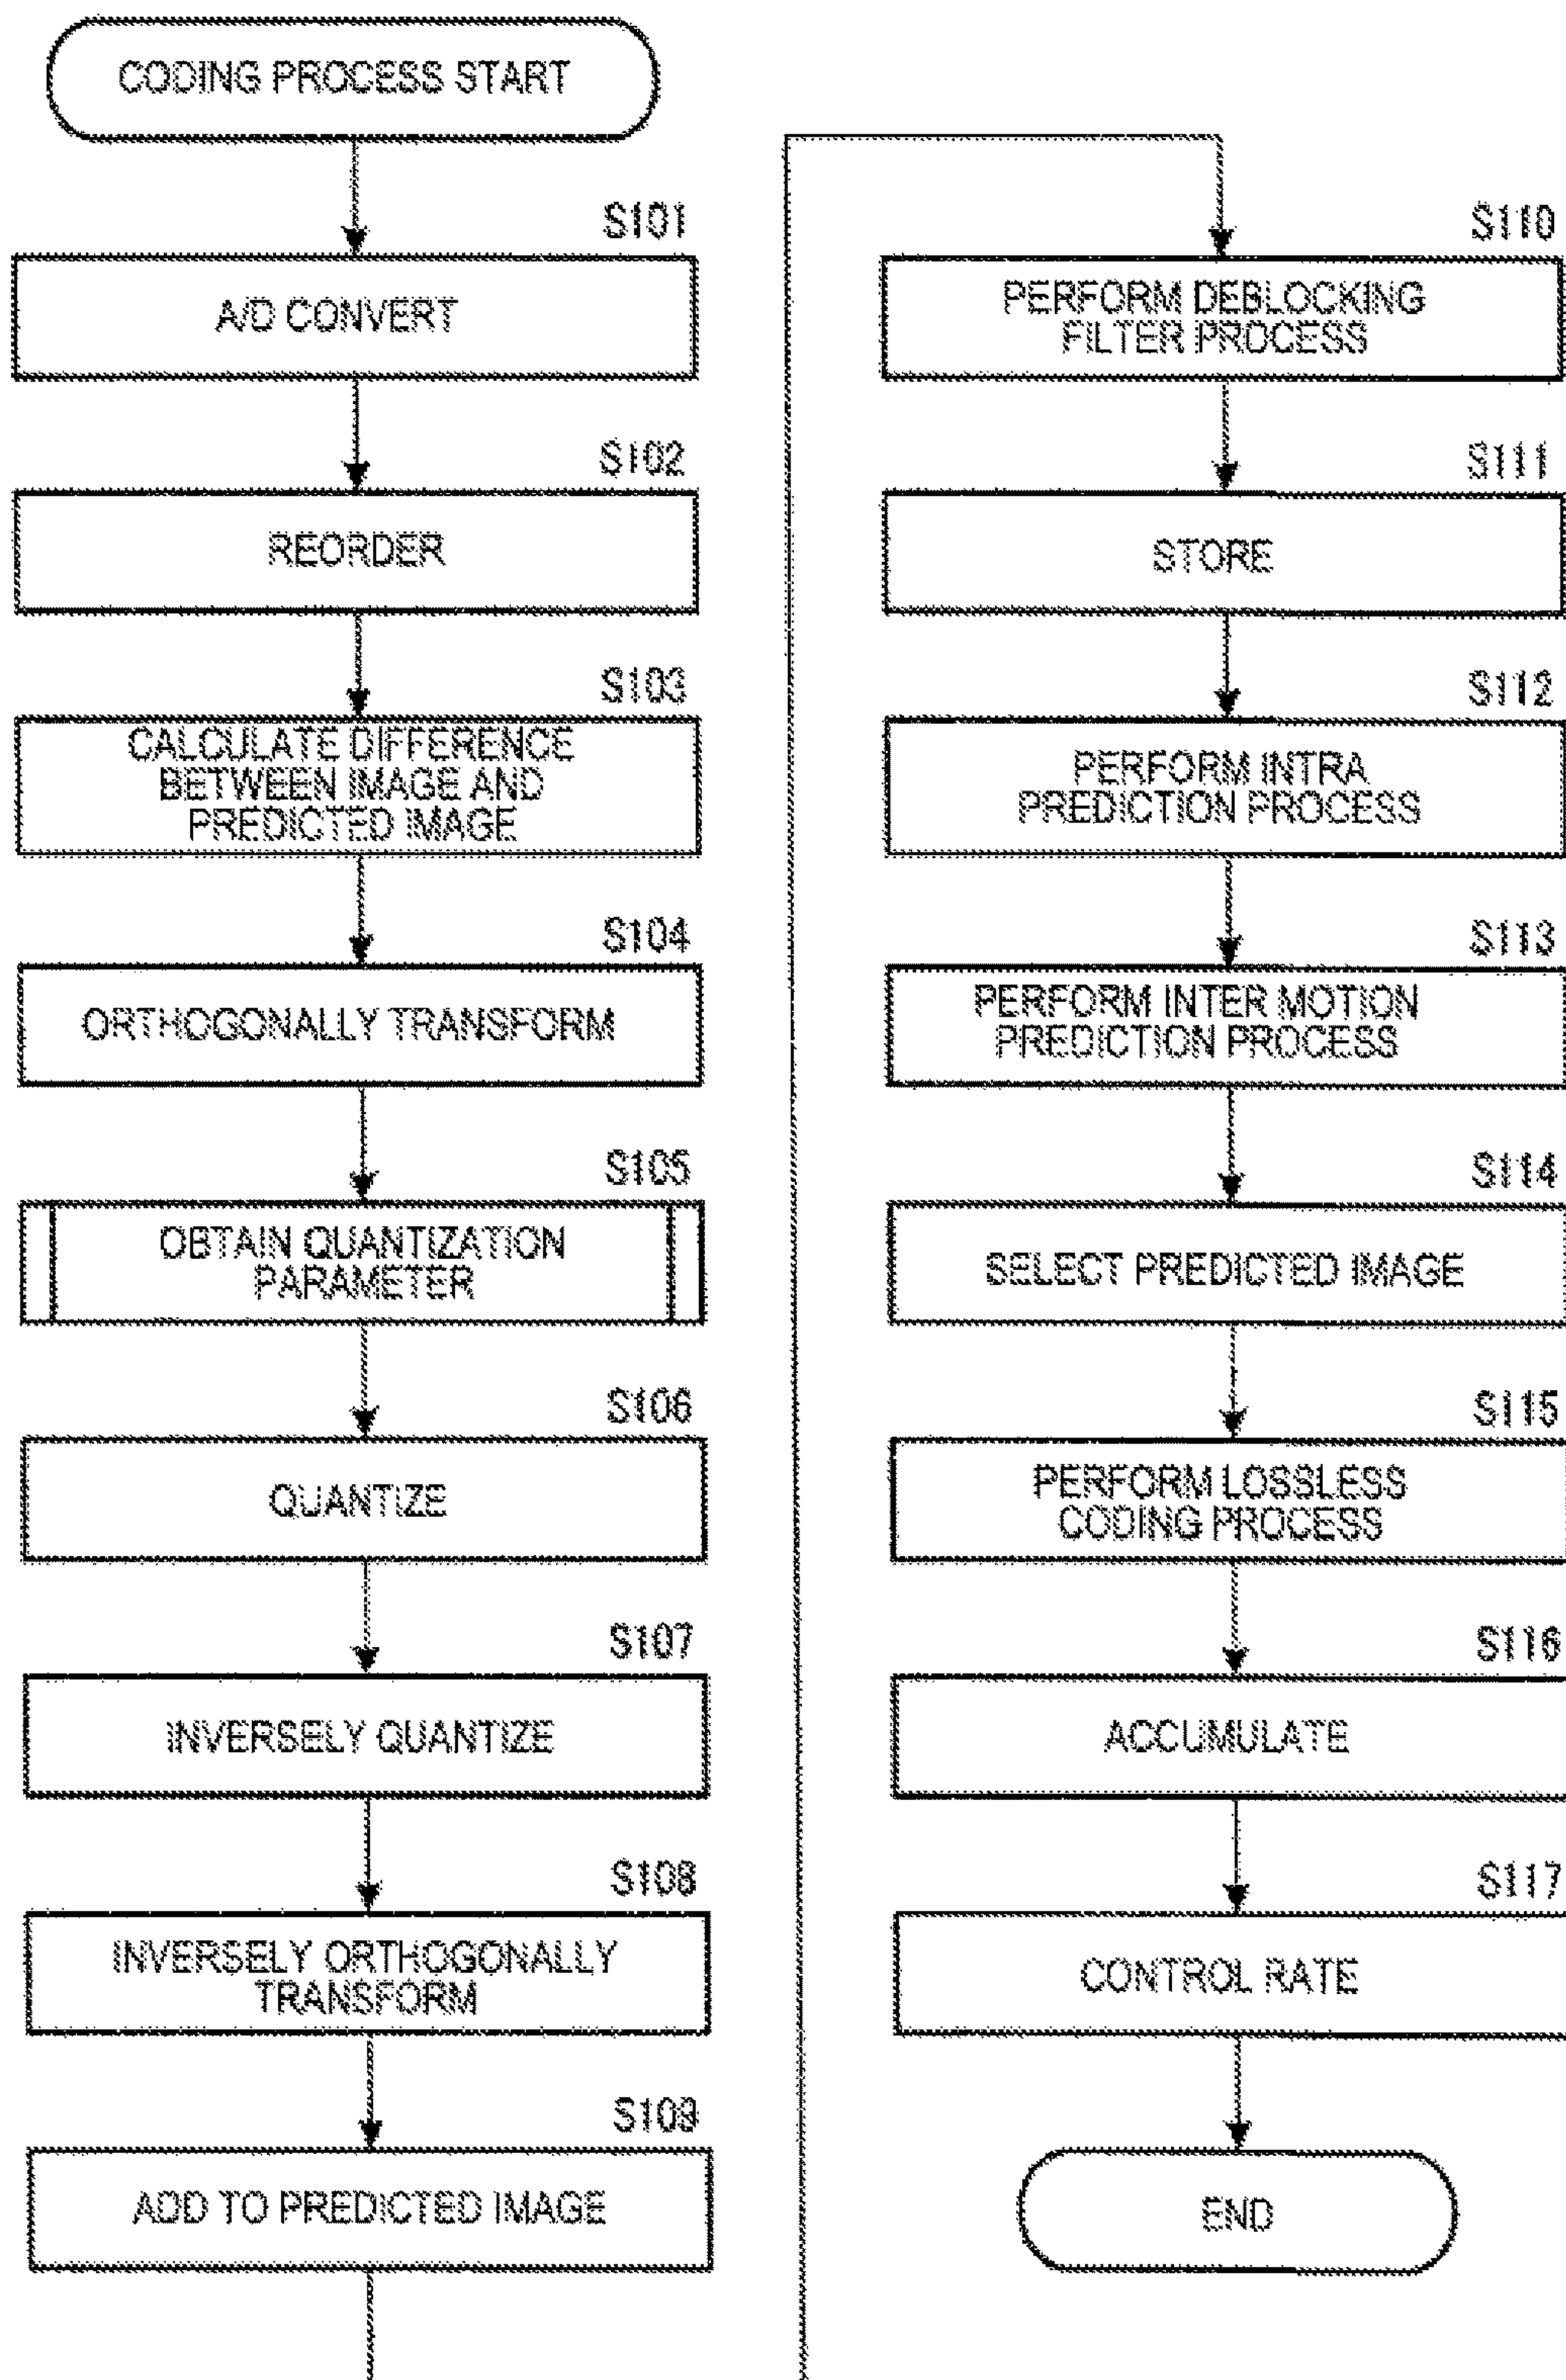 CODING PROCESS START
S101
A/D CONVERT
S102
REORDER
S103
CALCULATE DIFFERENCE
BETWEEN IMAGE AND
PREDICTED IMAGE
S104
ORTHOGONALLY TRANSFORM
S105
OBTAIN QUANTIZATION
PARAMETER
S106
QUANTIZE
S107
INVERSELY QUANTIZE
S108
INVERSELY ORTHOGONALLY
TRANSFORM
S109
ADD TO PREDICTED IMAGE
S110
PERFORM DEBLOCKING
FILTER PROCESS
S111
STORE
S112
PERFORM INTRA
PREDICTION PROCESS
S113
PERFORM INTER MOTION
PREDICTION PROCESS
S114
SELECT PREDICTED IMAGE
S115
PERFORM LOSSLESS
CODING PROCESS
S116
ACCUMULATE
S117
CONTROL RATE
END